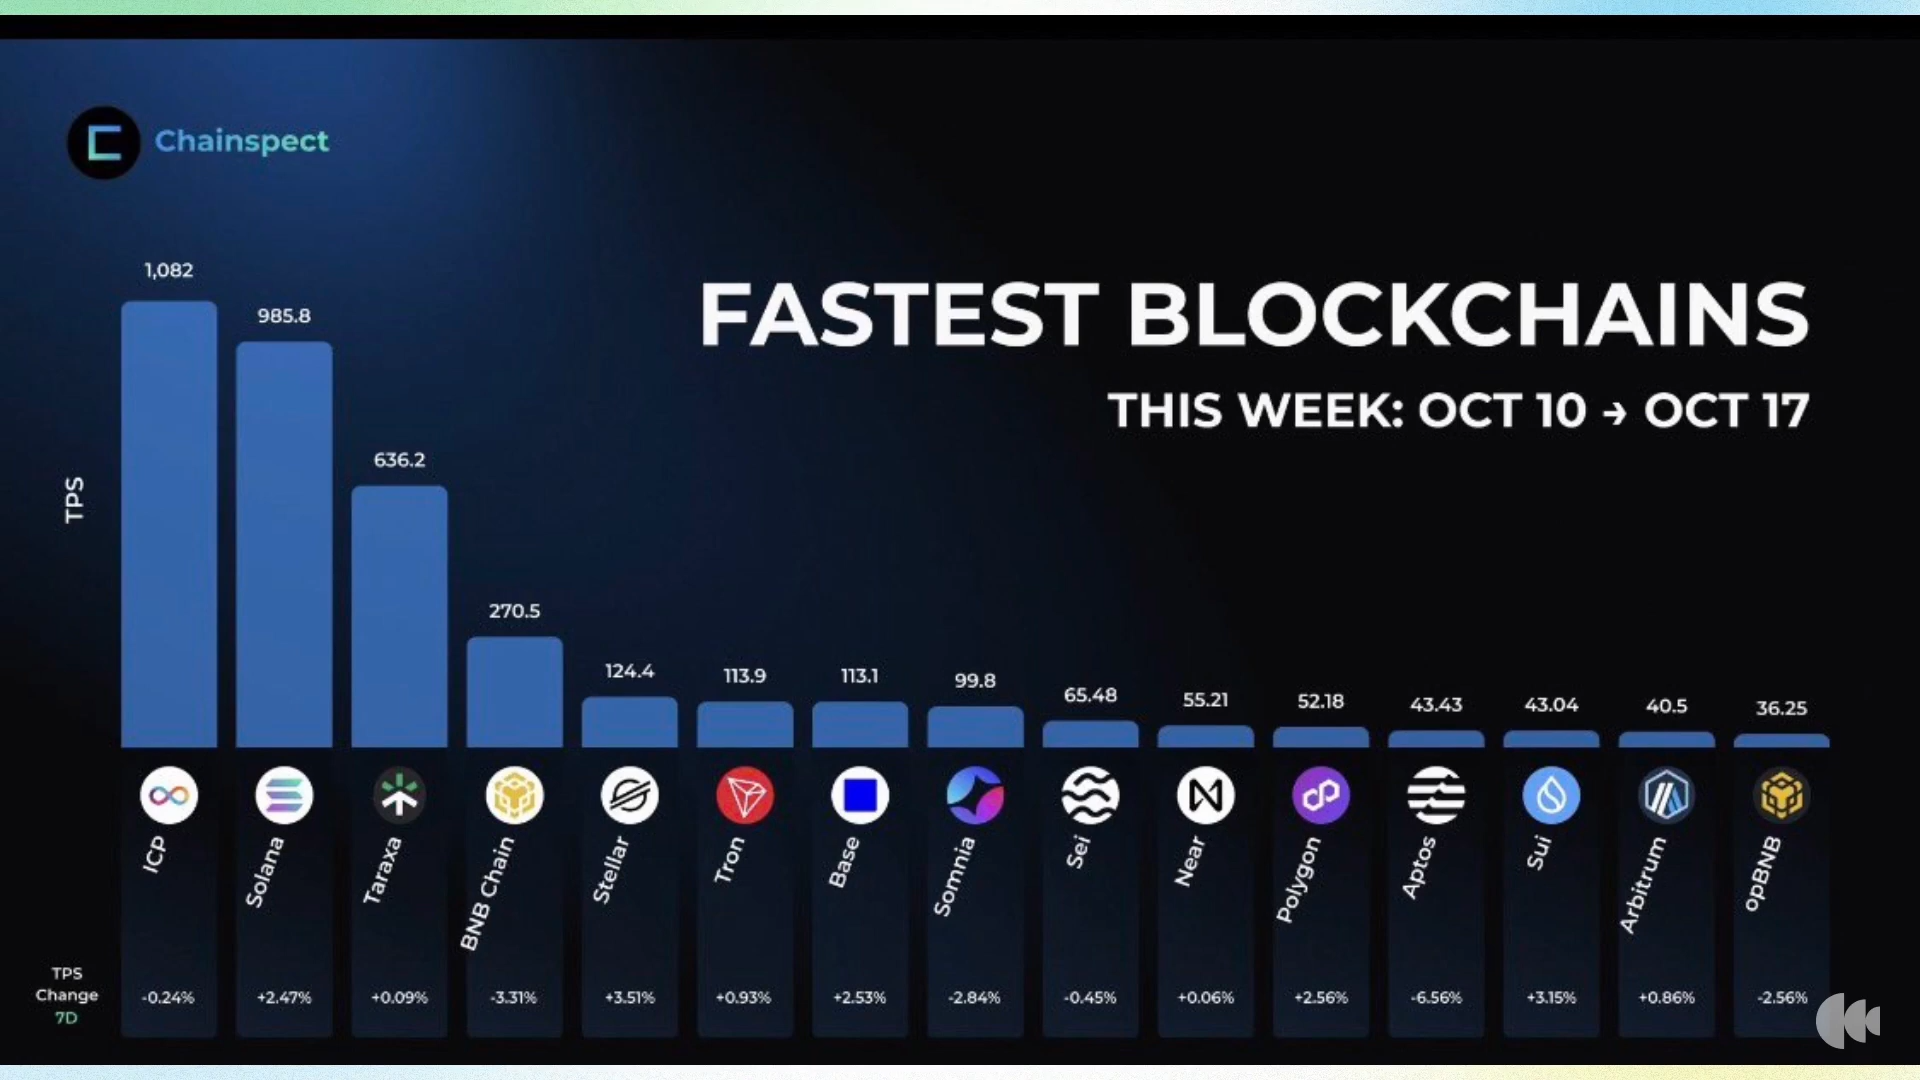 Chainspect
FASTEST BLOCKCHAINS
THIS WEEK: OCT 10 → OCT 17
TPS
1,082
985.8
636.2
270.5
124.4
113.9
113.1
99.8
65.48
55.21
52.18
43.43
43.04
40.5
36.25
ICP
Solana
Taraxa
BNB Chain
Stellar
Tron
Base
Somnia
Sei
Near
Polygon
Aptos
Sui
Arbitrum
opBNB
TPS
Change
7D
-0.24%
+2.47%
+0.09%
-3.31%
+3.51%
+0.93%
+2.53%
-2.84%
-0.45%
+0.06%
+2.56%
-6.56%
+3.15%
+0.86%
-2.56%